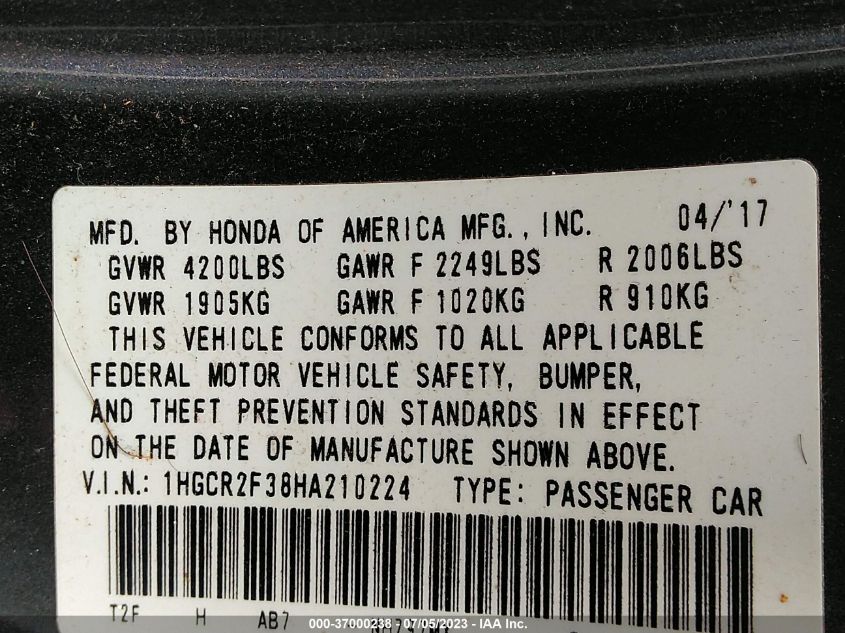 MFD. BY HONDA OF AMERICA MFG., INC. 04/'17
GVWR 4200LBS GAWR F 2249LBS R 2006LBS
GVWR 1905KG GAWR F 1020KG R 910KG
THIS VEHICLE CONFORMS TO ALL APPLICABLE
FEDERAL MOTOR VEHICLE SAFETY, BUMPER,
AND THEFT PREVENTION STANDARDS IN EFFECT
ON THE DATE OF MANUFACTURE SHOWN ABOVE.
V.I.N.: 1HGCR2F38HA210224 TYPE: PASSENGER CAR
T2F H AB7
000-37000238 - 07/05/2023 - IAA Inc.